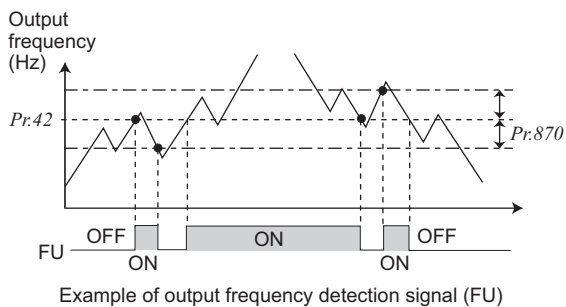 Output
frequency
(Hz)
Pr.42
Pr.870
OFF
ON
OFF
FU
ON
ON
Example of output frequency detection signal (FU)